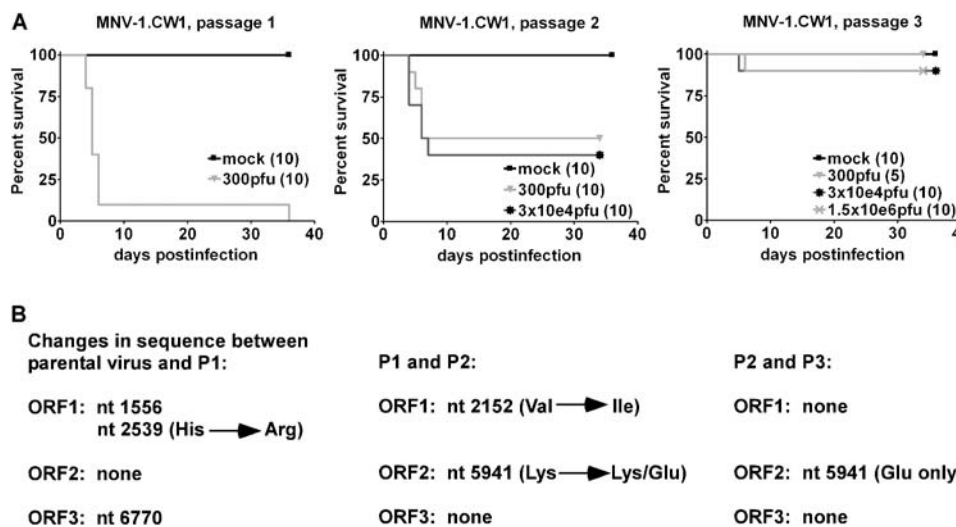 A
MNV-1.CW1, passage 1
MNV-1.CW1, passage 2
MNV-1.CW1, passage 3
Percent survival
100
75
50
25
0
mock (10)
300pfu (10)
0 10 20 30 40
days postinfection
Percent survival
100
75
50
25
0
mock (10)
300pfu (10)
3x10e4pfu (10)
0 10 20 30 40
days postinfection
Percent survival
100
75
50
25
0
mock (10)
300pfu (5)
3x10e4pfu (10)
1.5x10e6pfu (10)
0 10 20 30 40
days postinfection
B
Changes in sequence between
parental virus and P1:
ORF1: nt 1556
nt 2539 (His → Arg)
ORF2: none
ORF3: nt 6770
P1 and P2:
ORF1: nt 2152 (Val → Ile)
ORF2: nt 5941 (Lys → Lys/Glu)
ORF3: none
P2 and P3:
ORF1: none
ORF2: nt 5941 (Glu only)
ORF3: none